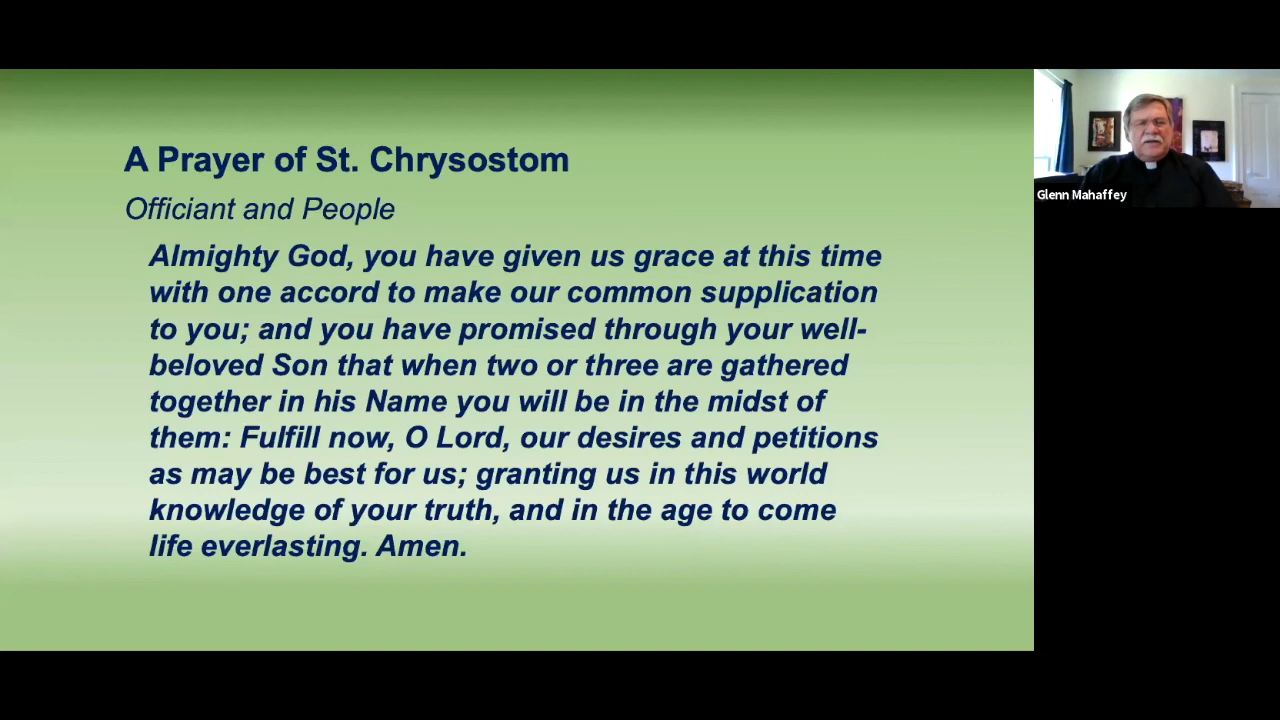 A Prayer of St. Chrysostom
Officiant and People
Almighty God, you have given us grace at this time
with one accord to make our common supplication
to you; and you have promised through your well-
beloved Son that when two or three are gathered
together in his Name you will be in the midst of
them: Fulfill now, O Lord, our desires and petitions
as may be best for us; granting us in this world
knowledge of your truth, and in the age to come
life everlasting. Amen.
Glenn Mahaffey